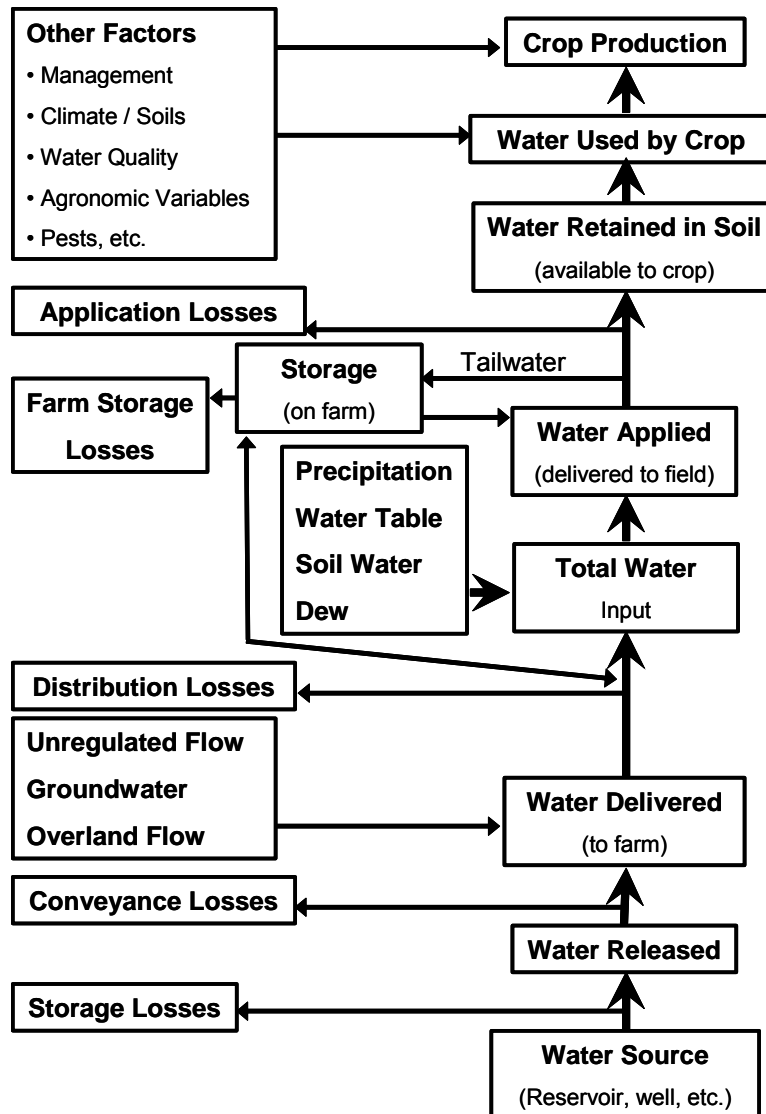 Other Factors
• Management
• Climate / Soils
• Water Quality
• Agronomic Variables
• Pests, etc.
Crop Production
Water Used by Crop
Water Retained in Soil
(available to crop)
Application Losses
Storage
(on farm)
Tailwater
Farm Storage
Losses
Water Applied
(delivered to field)
Precipitation
Water Table
Soil Water
Dew
Total Water
Input
Distribution Losses
Unregulated Flow
Groundwater
Overland Flow
Water Delivered
(to farm)
Conveyance Losses
Water Released
Storage Losses
Water Source
(Reservoir, well, etc.)